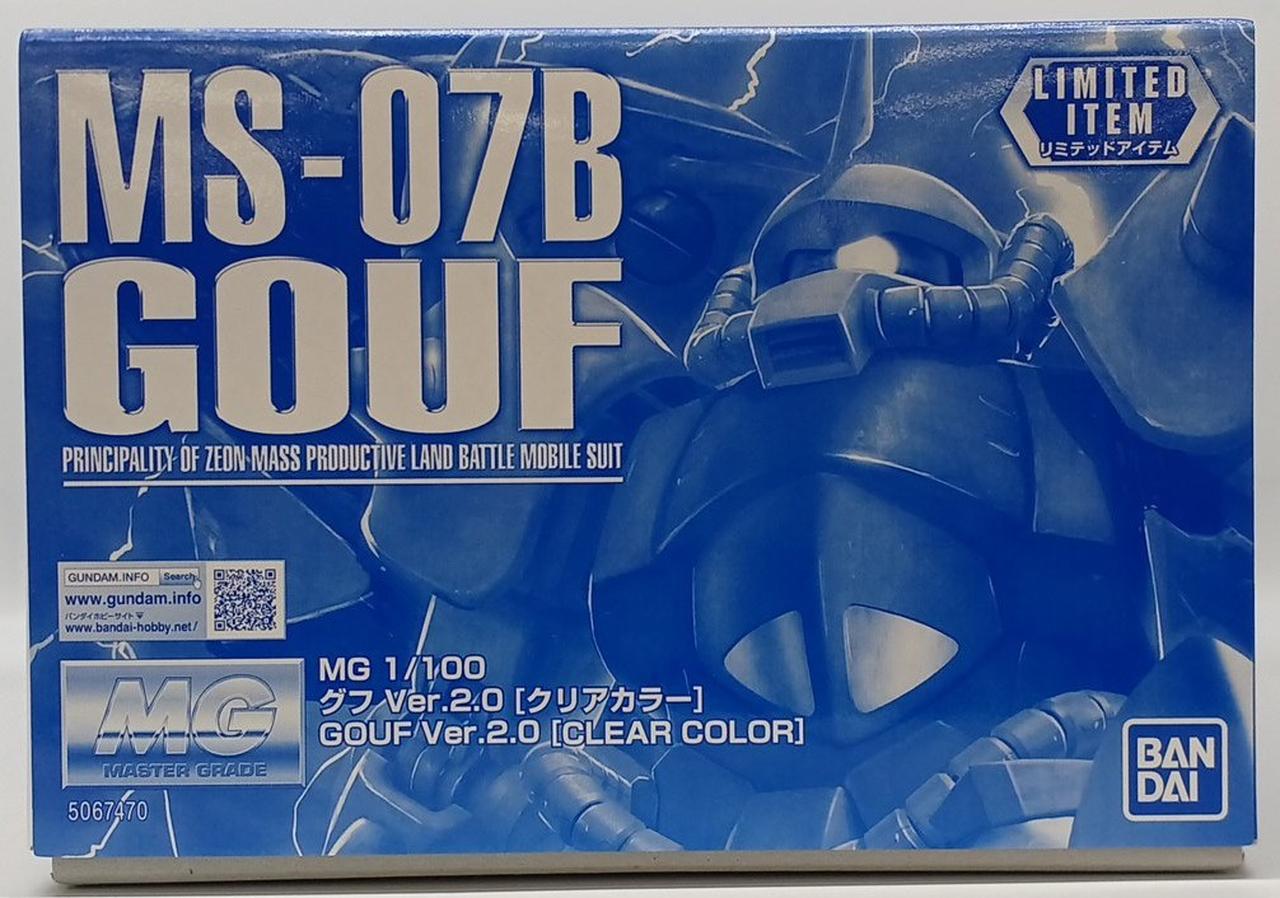 MS-07B
GOUF
PRINCIPALITY OF ZEON MASS PRODUCTIVE LAND BATTLE MOBILE SUIT
LIMITED
ITEM
リミテッドアイテム
GUNDAM.INFO Search
www.gundam.info
バンダイホビーサイト
www.bandai-hobby.net/
MG
MASTER GRADE
5067470
MG 1/100
グフ Ver.2.0 [クリアカラー]
GOUF Ver.2.0 [CLEAR COLOR]
BAN
DAI